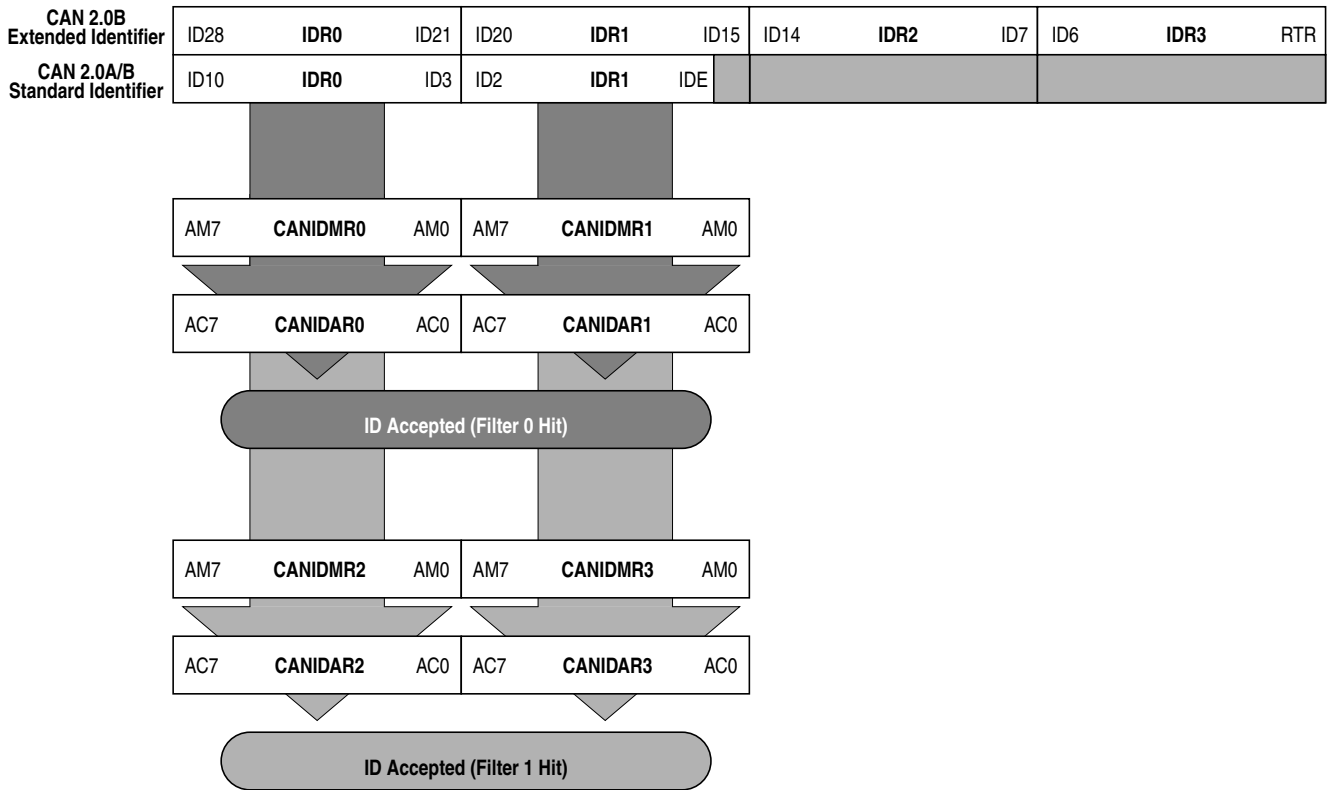 CAN 2.0B
Extended Identifier ID28 IDR0 ID21 ID20 IDR1 ID15 ID14 IDR2 ID7 ID6 IDR3 RTR
CAN 2.0A/B
Standard Identifier ID10 IDR0 ID3 ID2 IDR1 IDE
AM7 CANIDMR0 AM0 AM7 CANIDMR1 AM0
AC7 CANIDAR0 AC0 AC7 CANIDAR1 AC0
ID Accepted (Filter 0 Hit)
AM7 CANIDMR2 AM0 AM7 CANIDMR3 AM0
AC7 CANIDAR2 AC0 AC7 CANIDAR3 AC0
ID Accepted (Filter 1 Hit)